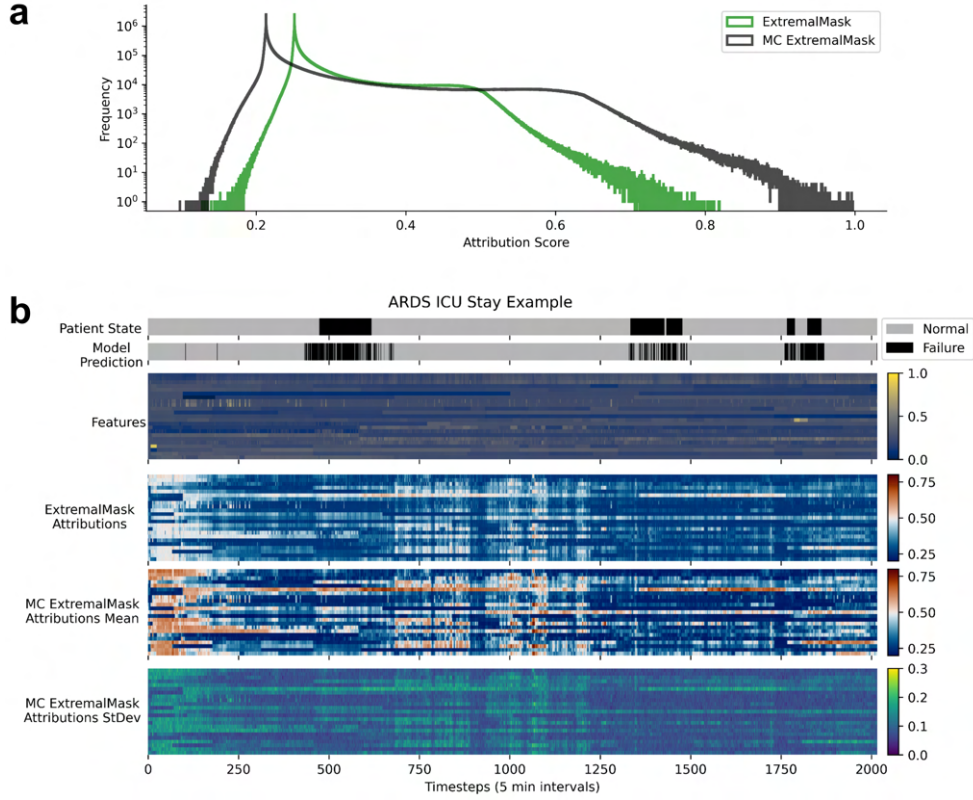 a
10⁶
10⁵
10⁴
10³
10²
10¹
10⁰
Frequency
ExtremalMask
MC ExtremalMask
0.2 0.4 0.6 0.8 1.0
Attribution Score
b
ARDS ICU Stay Example
Patient State
Model
Prediction
Normal
Failure
Features
1.0
0.5
0.0
ExtremalMask
Attributions
0.75
0.50
0.25
MC ExtremalMask
Attributions Mean
0.75
0.50
0.25
MC ExtremalMask
Attributions StDev
0.3
0.2
0.1
0.0
0 250 500 750 1000 1250 1500 1750 2000
Timesteps (5 min intervals)